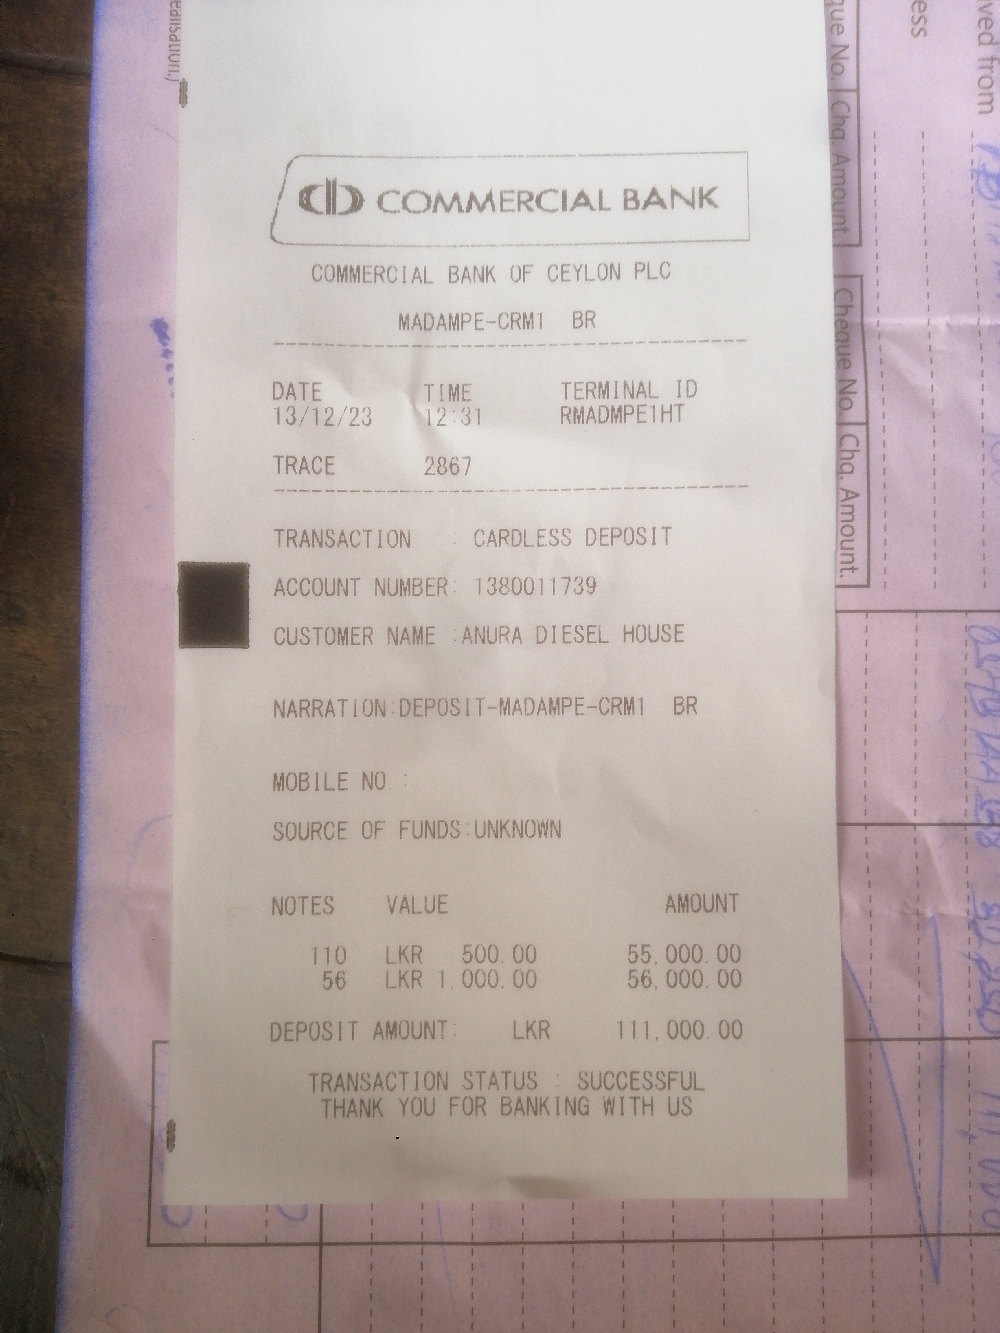 COMMERCIAL BANK
COMMERCIAL BANK OF CEYLON PLC
MADAMPE-CRM1 BR
DATE TIME TERMINAL ID
13/12/23 12:31 RMADMPE1HT
TRACE 2867
TRANSACTION : CARDLESS DEPOSIT
ACCOUNT NUMBER: 1380011739
CUSTOMER NAME :ANURA DIESEL HOUSE
NARRATION:DEPOSIT-MADAMPE-CRM1 BR
MOBILE NO :
SOURCE OF FUNDS:UNKNOWN
NOTES VALUE AMOUNT
110 LKR 500.00 55,000.00
56 LKR 1,000.00 56,000.00
DEPOSIT AMOUNT: LKR 111,000.00
TRANSACTION STATUS : SUCCESSFUL
THANK YOU FOR BANKING WITH US
Chq. Amount.
Cheque No. Chq. Amount.